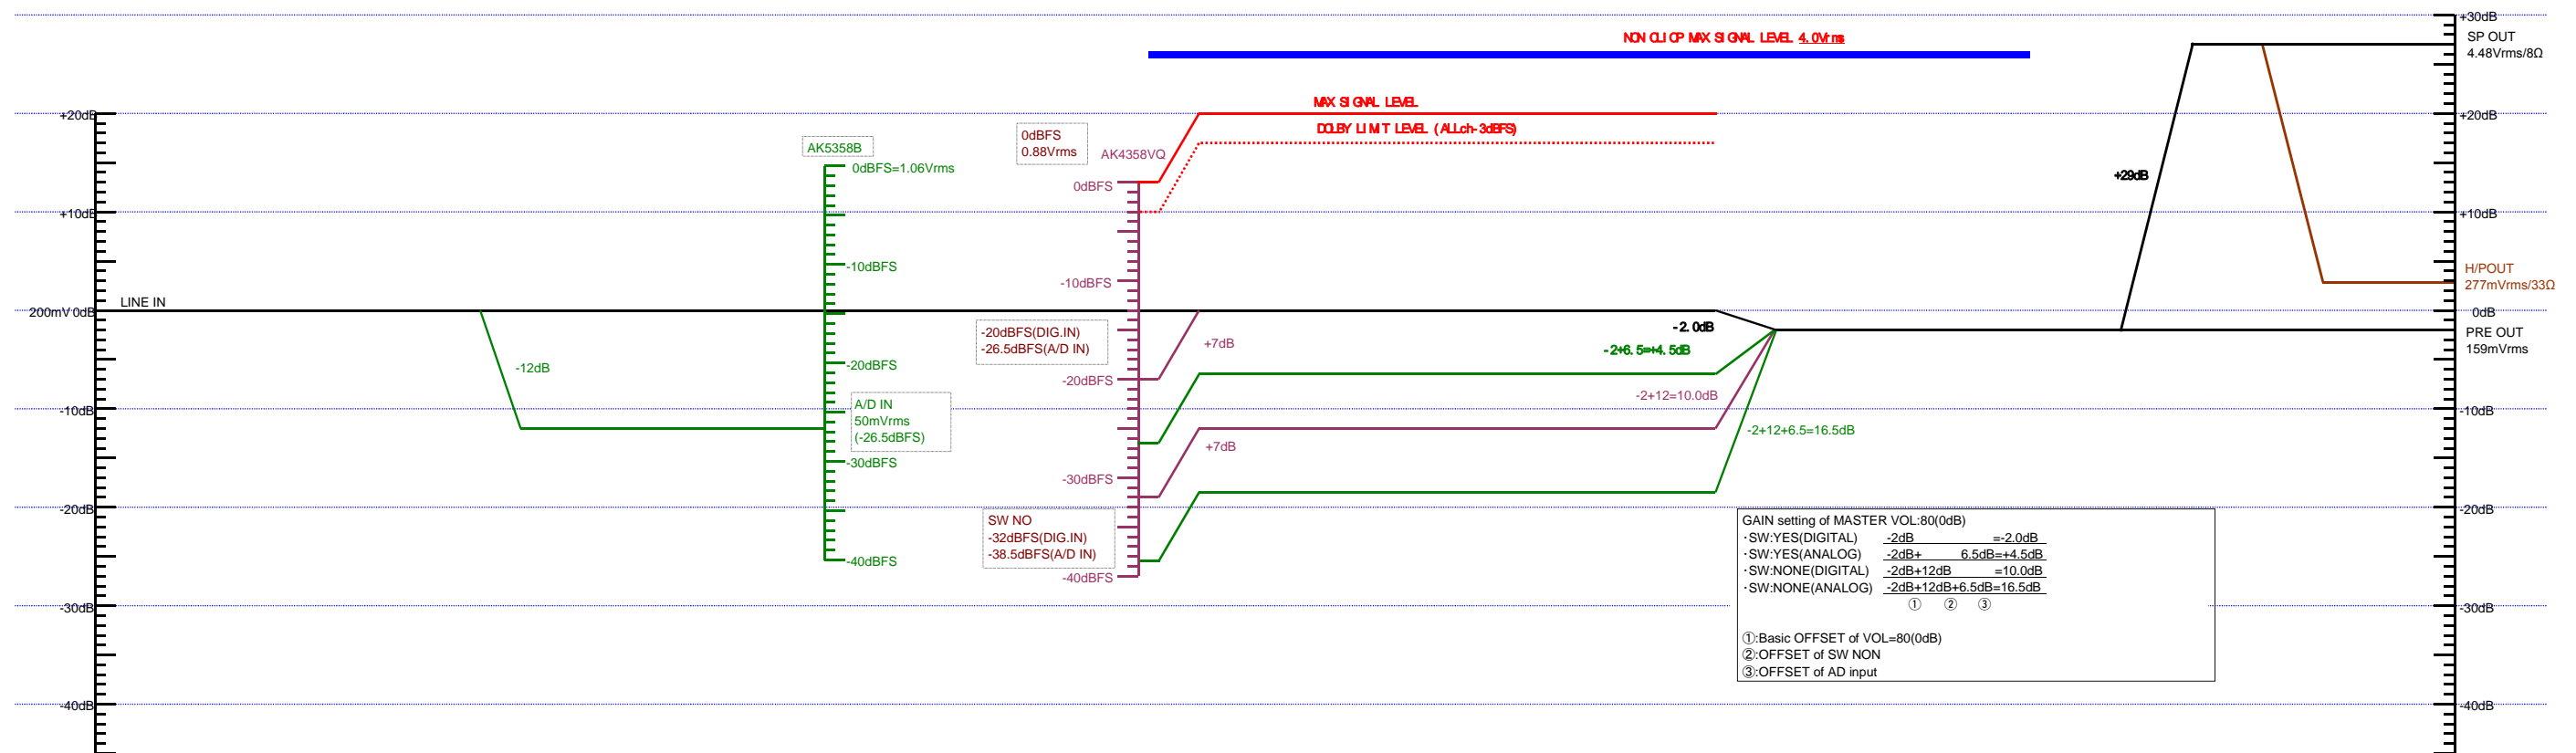 +30dB
NON CLIOP MAX SIGNAL LEVEL 4.0Vrms
SP OUT
4.48Vrms/8Ω
MAX SIGNAL LEVEL
+20dB
+20dB
DOLBY LIMIT LEVEL (ALLch-3dBFS)
0dBFS
0.88Vrms
AK5358B
AK4358VQ
0dBFS=1.06Vrms
+29dB
0dBFS
+10dB
+10dB
-10dBFS
H/POUT
277mVrms/33Ω
-10dBFS
LINE IN
200mV 0dB
0dB
-20dBFS(DIG.IN)
-26.5dBFS(A/D IN)
-2.0dB
PRE OUT
159mVrms
+7dB
-2+6.5=+4.5dB
-12dB
-20dBFS
-20dBFS
-2+12=10.0dB
A/D IN
50mVrms
(-26.5dBFS)
-10dB
-10dB
-2+12+6.5=16.5dB
+7dB
-30dBFS
-30dBFS
-20dB
-20dB
SW NO
-32dBFS(DIG.IN)
-38.5dBFS(A/D IN)
-40dBFS
-40dBFS
GAIN setting of MASTER VOL:80(0dB)
･SW:YES(DIGITAL) -2dB =-2.0dB
･SW:YES(ANALOG) -2dB+ 6.5dB=+4.5dB
･SW:NONE(DIGITAL) -2dB+12dB =10.0dB
･SW:NONE(ANALOG) -2dB+12dB+6.5dB=16.5dB
① ② ③
-30dB
-30dB
①:Basic OFFSET of VOL=80(0dB)
②:OFFSET of SW NON
③:OFFSET of AD input
-40dB
-40dB